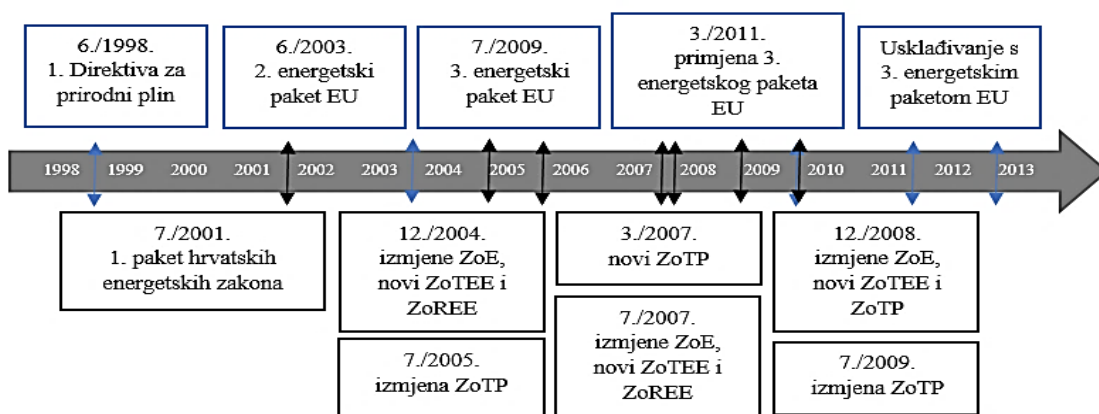 6./1998.
1. Direktiva za
prirodni plin
6./2003.
2. energetski
paket EU
7./2009.
3. energetski
paket EU
3./2011.
primjena 3.
energetskog paketa
EU
Usklađivanje s
3. energetskim
paketom EU
1998 1999 2000 2001 2002 2003 2004 2005 2006 2007 2008 2009 2010 2011 2012 2013
7./2001.
1. paket hrvatskih
energetskih zakona
12./2004.
izmjene ZoE,
novi ZoTEE i
ZoREE
7./2005.
izmjena ZoTP
3./2007.
novi ZoTP
7./2007.
izmjene ZoE,
novi ZoTEE i
ZoREE
12./2008.
izmjene ZoE,
novi ZoTEE i
ZoTP
7./2009.
izmjena ZoTP